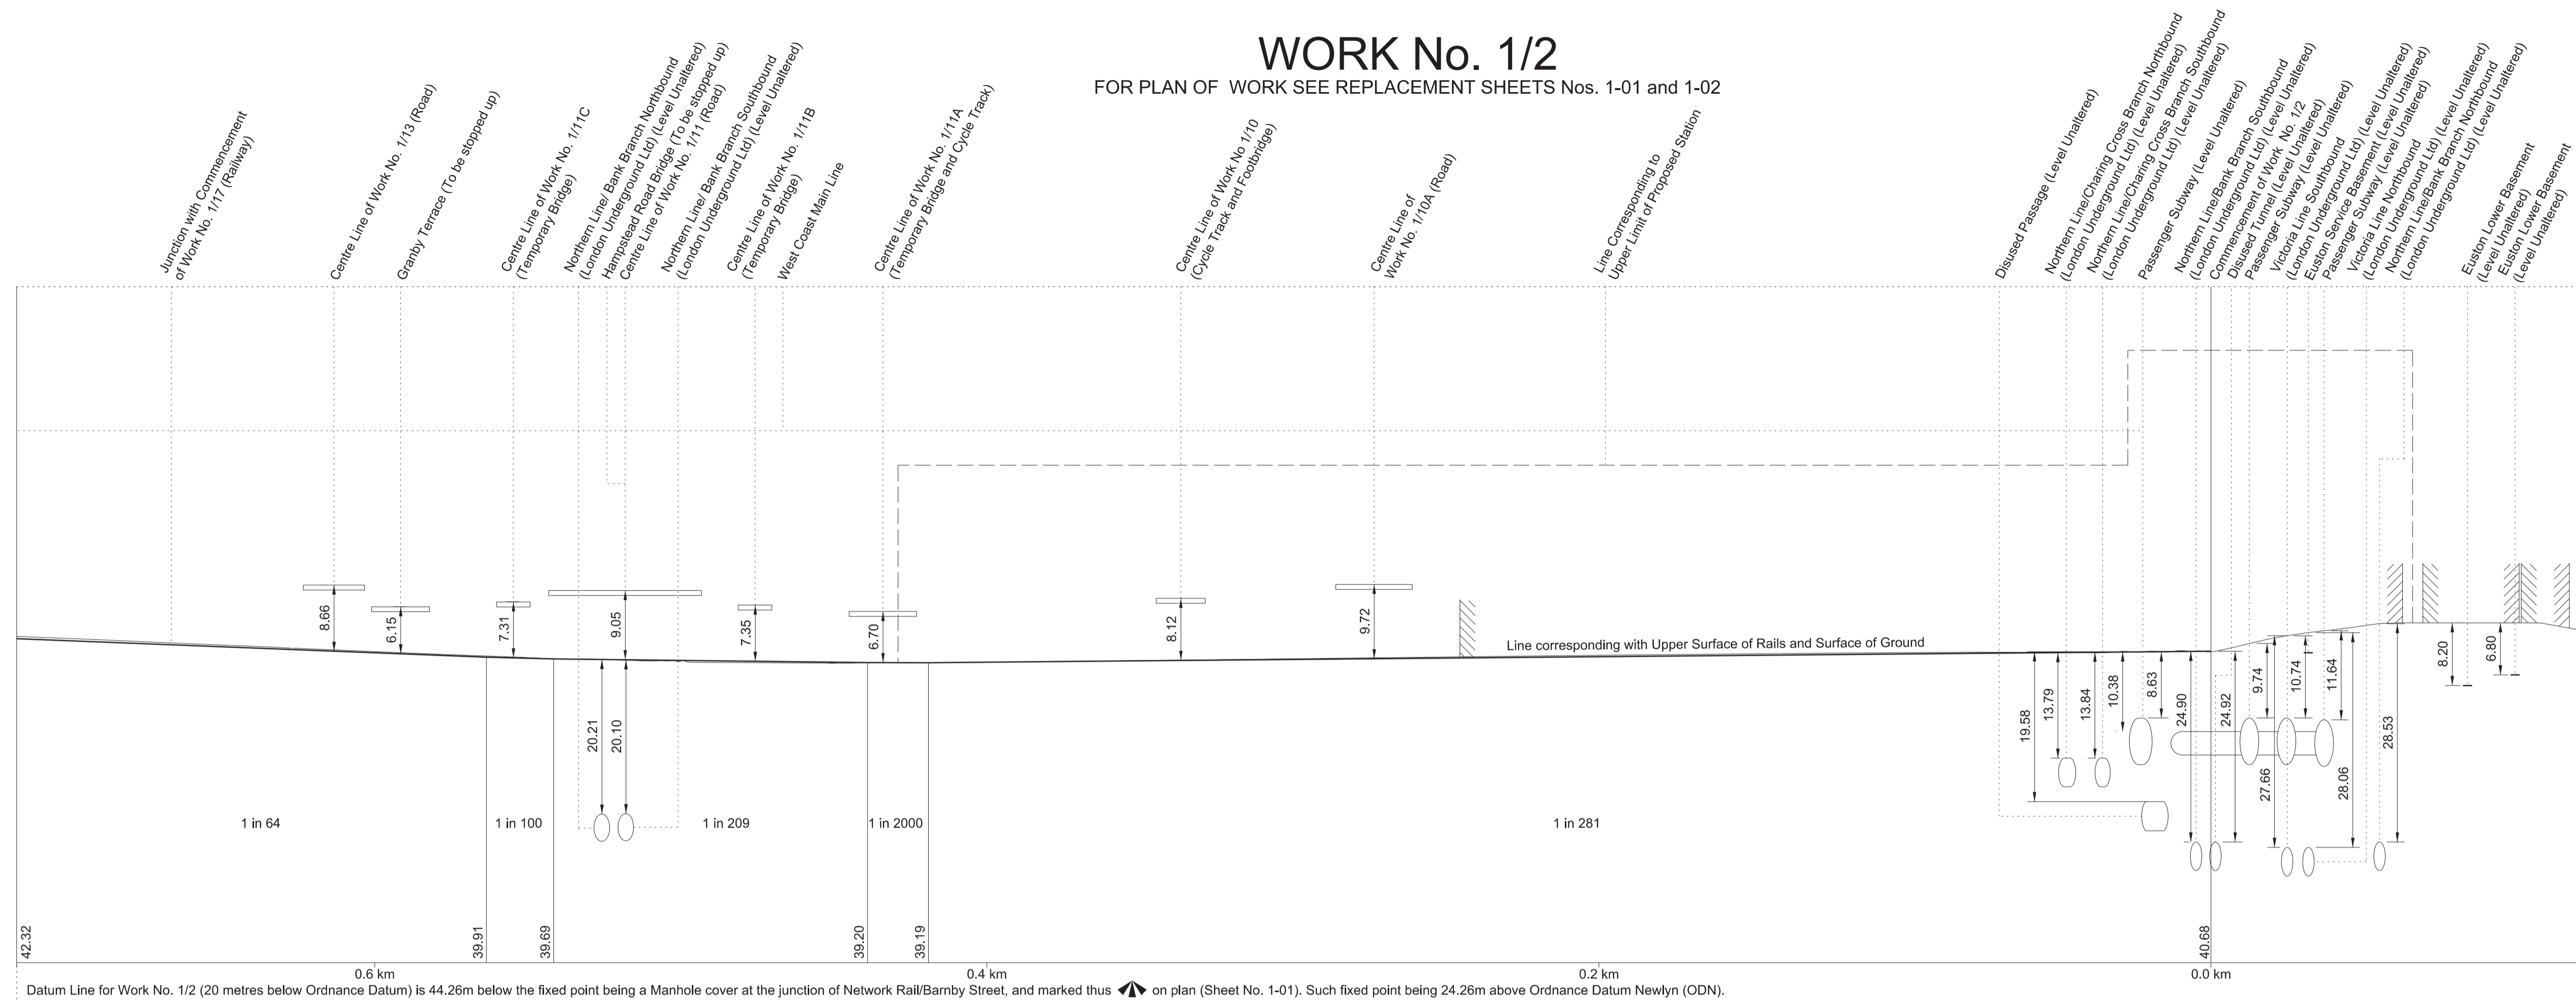 WORK No. 1/2
FOR PLAN OF WORK SEE REPLACEMENT SHEETS Nos. 1-01 and 1-02
Junction with Commencement
of Work No. 1/17 (Railway)
Centre Line of Work No. 1/13 (Road)
Granby Terrace (To be stopped up)
Centre Line of Work No. 1/11C
(Temporary Bridge)
Northern Line/ Bank Branch Northbound
(London Underground Ltd) (Level Unaltered)
Hampstead Road Bridge (To be stopped up)
Centre Line of Work No. 1/11 (Road)
Northern Line/ Bank Branch Southbound
(London Underground Ltd) (Level Unaltered)
Centre Line of Work No. 1/11B
(Temporary Bridge)
West Coast Main Line
Centre Line of Work No. 1/11A
(Temporary Bridge and Cycle Track)
Centre Line of Work No 1/10
(Cycle Track and Footbridge)
Centre Line of
Work No. 1/10A (Road)
Line Corresponding to
Upper Limit of Proposed Station
Disused Passage (Level Unaltered)
Northern Line/Charing Cross Branch Northbound
(London Underground Ltd) (Level Unaltered)
Northern Line/Charing Cross Branch Southbound
(London Underground Ltd) (Level Unaltered)
Passenger Subway (Level Unaltered)
Northern Line/Bank Branch Southbound
(London Underground Ltd) (Level Unaltered)
Commencement of Work No. 1/2
Disused Tunnel (Level Unaltered)
Passenger Subway (Level Unaltered)
Victoria Line Southbound
(London Underground Ltd) (Level Unaltered)
Euston Service Basement (Level Unaltered)
Passenger Subway (Level Unaltered)
Victoria Line Northbound
(London Underground Ltd) (Level Unaltered)
Northern Line/Bank Branch Northbound
(London Underground Ltd) (Level Unaltered)
Euston Lower Basement
(Level Unaltered)
Euston Lower Basement
(Level Unaltered)
8.66
6.15
7.31
9.05
7.35
6.70
8.12
9.72
Line corresponding with Upper Surface of Rails and Surface of Ground
20.21
20.10
19.58
13.79
13.84
10.38
8.63
24.90
24.92
9.74
27.66
10.74
11.64
28.06
28.53
8.20
6.80
1 in 64
1 in 100
1 in 209
1 in 2000
1 in 281
42.32
39.91
39.69
39.20
39.19
40.68
0.6 km
0.4 km
0.2 km
0.0 km
Datum Line for Work No. 1/2 (20 metres below Ordnance Datum) is 44.26m below the fixed point being a Manhole cover at the junction of Network Rail/Barnby Street, and marked thus on plan (Sheet No. 1-01). Such fixed point being 24.26m above Ordnance Datum Newlyn (ODN).